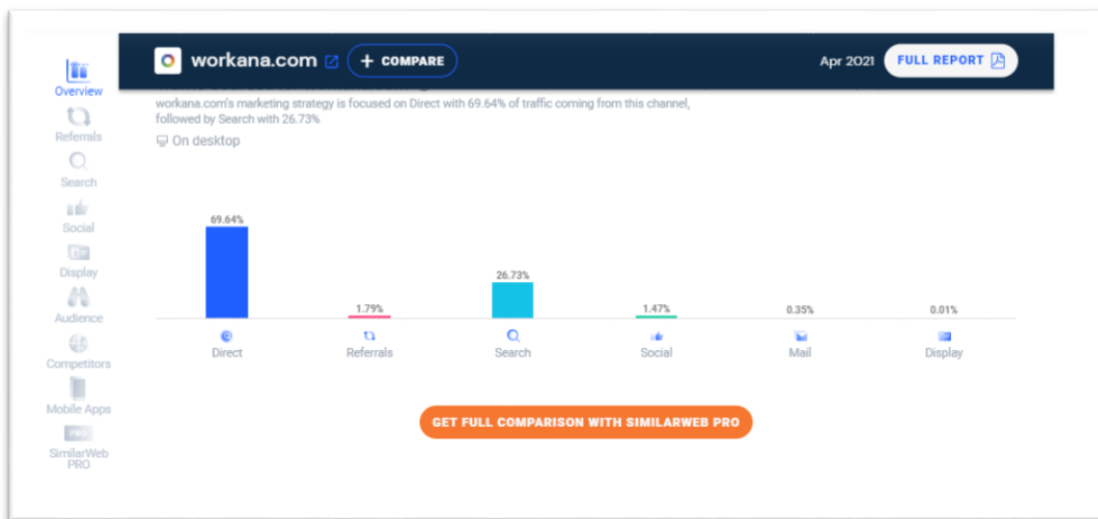 workana.com
+ COMPARE
Apr 2021
FULL REPORT
workana.com's marketing strategy is focused on Direct with 69.64% of traffic coming from this channel,
followed by Search with 26.73%
On desktop
Overview
Referrals
Search
Social
Display
Audience
Competitors
Mobile Apps
PRO
SimilarWeb
PRO
69.64%
1.79%
26.73%
1.47%
0.35%
0.01%
Direct
Referrals
Search
Social
Mail
Display
GET FULL COMPARISON WITH SIMILARWEB PRO